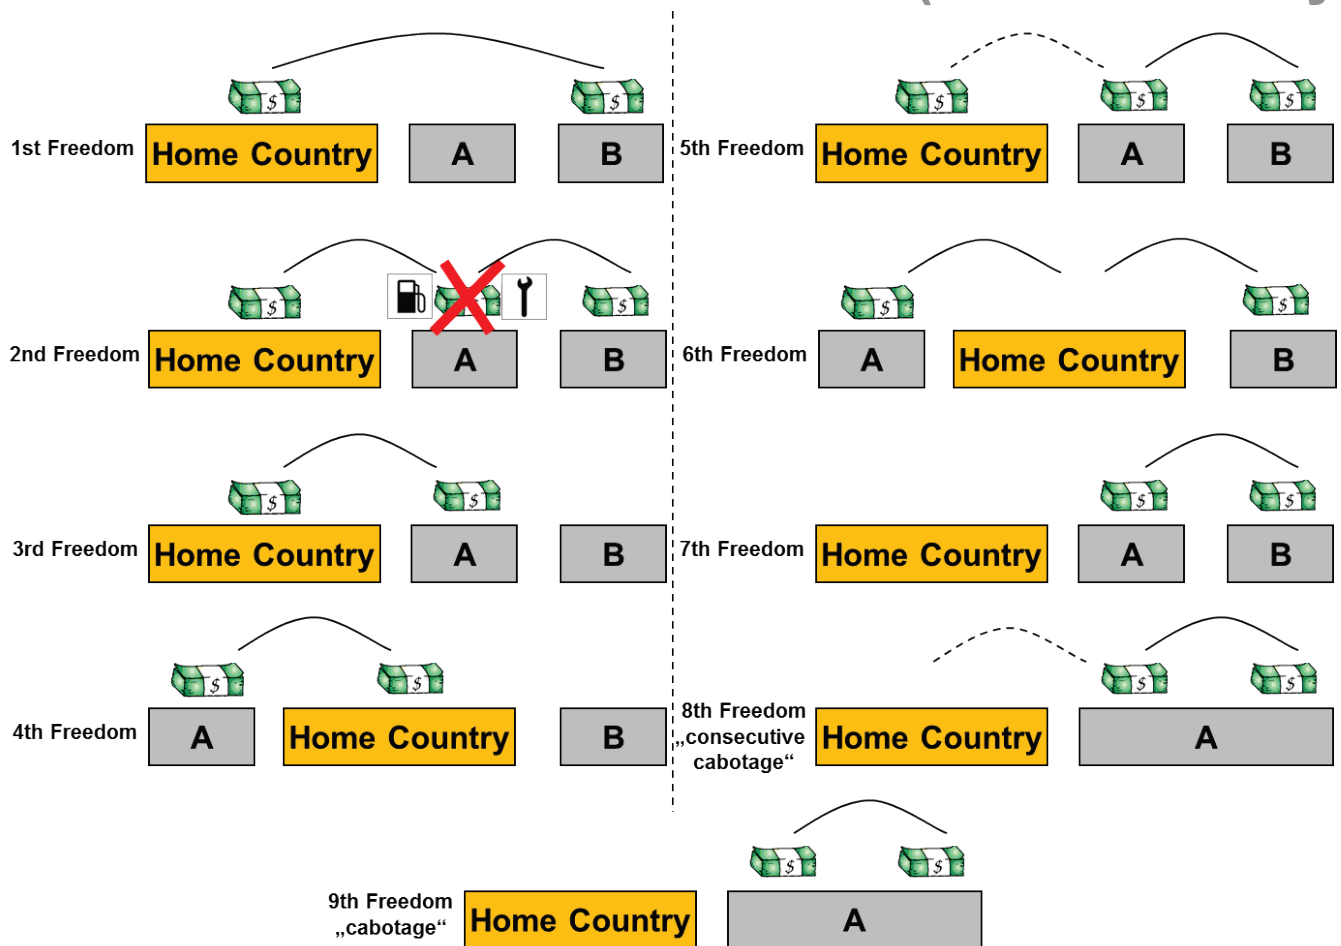 1st Freedom
Home Country
A
B
$
$
2nd Freedom
Home Country
A
B
$
$
$
3rd Freedom
Home Country
A
B
$
$
4th Freedom
A
Home Country
B
$
$
5th Freedom
Home Country
A
B
$
$
$
6th Freedom
A
Home Country
B
$
$
7th Freedom
Home Country
A
B
$
$
8th Freedom
„consecutive
cabotage“
Home Country
A
$
$
9th Freedom
„cabotage“
Home Country
A
$
$